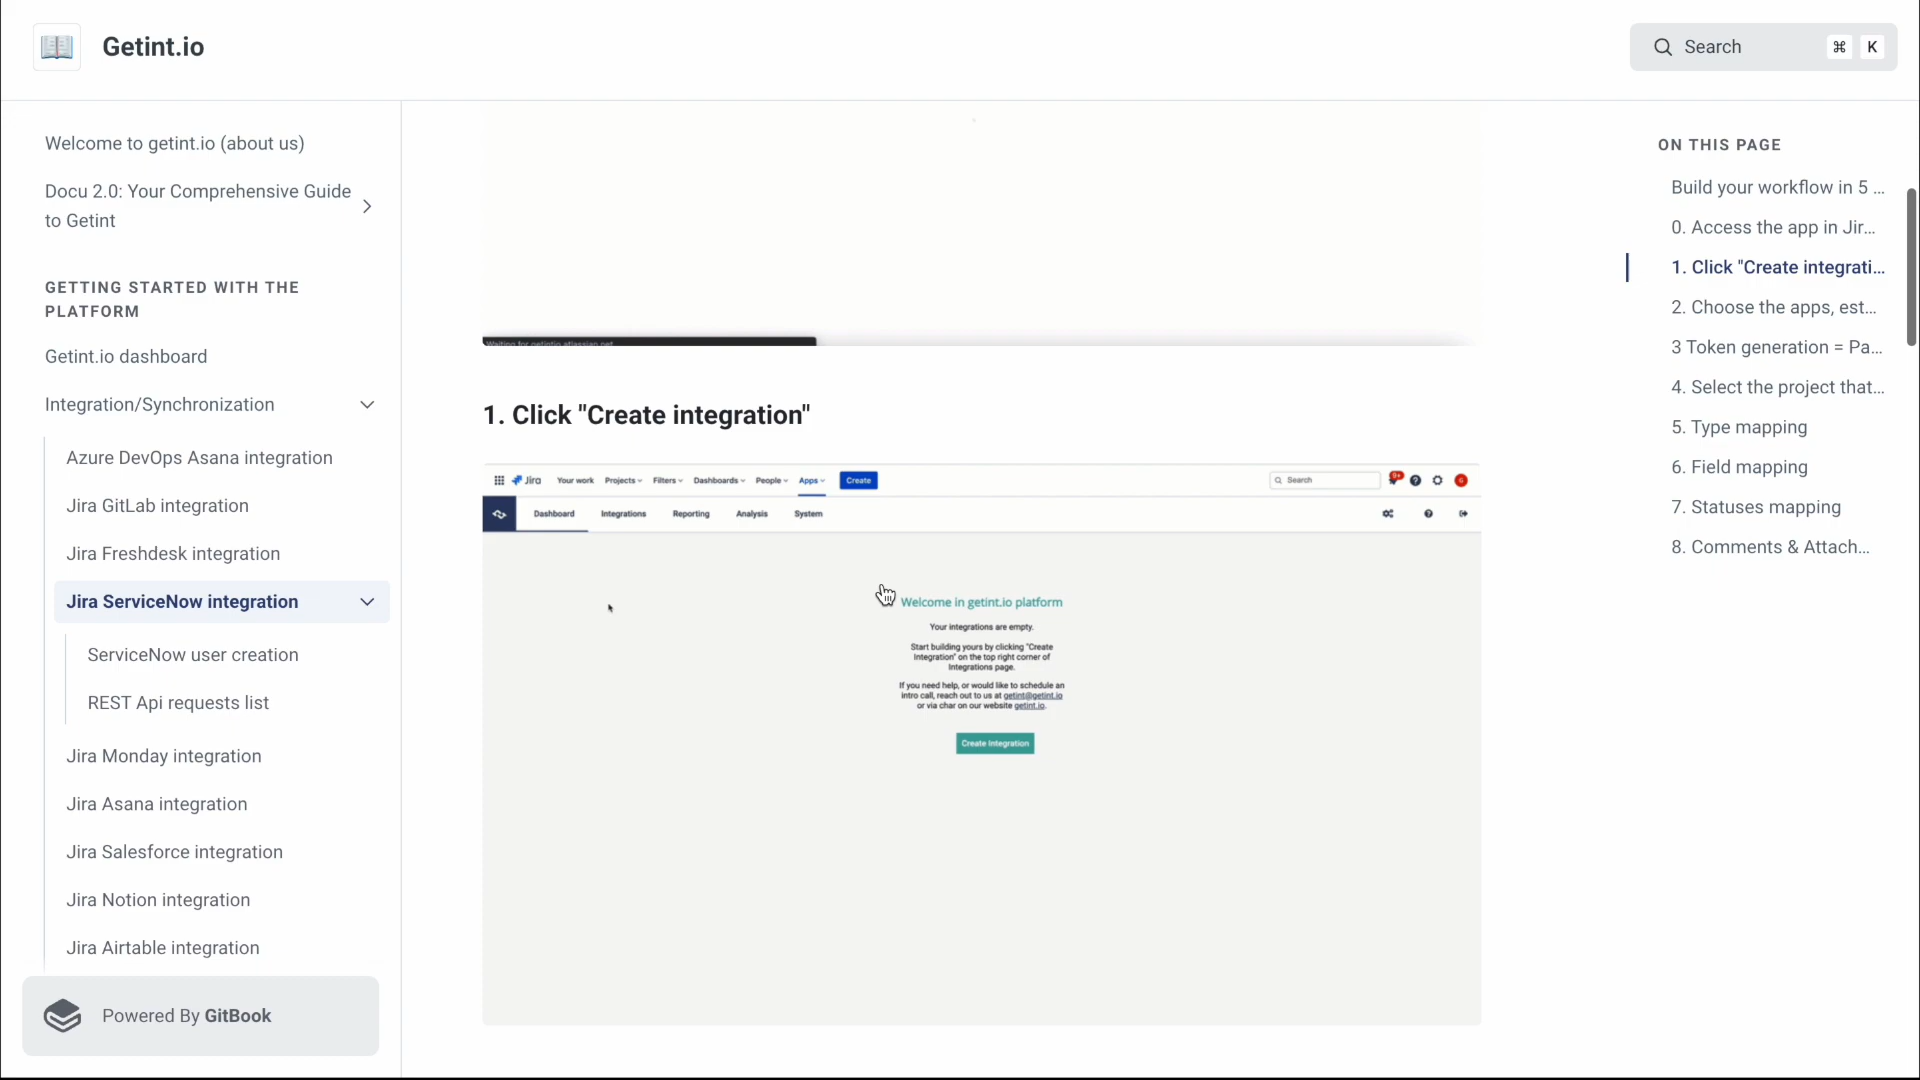 Getint.io
Search
⌘ K
Welcome to getint.io (about us)
Docu 2.0: Your Comprehensive Guide
to Getint
GETTING STARTED WITH THE
PLATFORM
Getint.io dashboard
Integration/Synchronization
Azure DevOps Asana integration
Jira GitLab integration
Jira Freshdesk integration
Jira ServiceNow integration
ServiceNow user creation
REST Api requests list
Jira Monday integration
Jira Asana integration
Jira Salesforce integration
Jira Notion integration
Jira Airtable integration
Powered By GitBook
Waiting for getintio.atlassian.net
1. Click "Create integration"
Jira Your work Projects Filters Dashboards People Apps Create
Search
9+
Dashboard Integrations Reporting Analysis System
Welcome in getint.io platform
Your integrations are empty.
Start building yours by clicking "Create
Integration" on the top right corner of
Integrations page.
If you need help, or would like to schedule an
intro call, reach out to us at getint@getint.io
or via char on our website getint.io.
Create Integration
ON THIS PAGE
Build your workflow in 5 ...
0. Access the app in Jir...
1. Click "Create integrati...
2. Choose the apps, est...
3 Token generation = Pa...
4. Select the project that...
5. Type mapping
6. Field mapping
7. Statuses mapping
8. Comments & Attach...